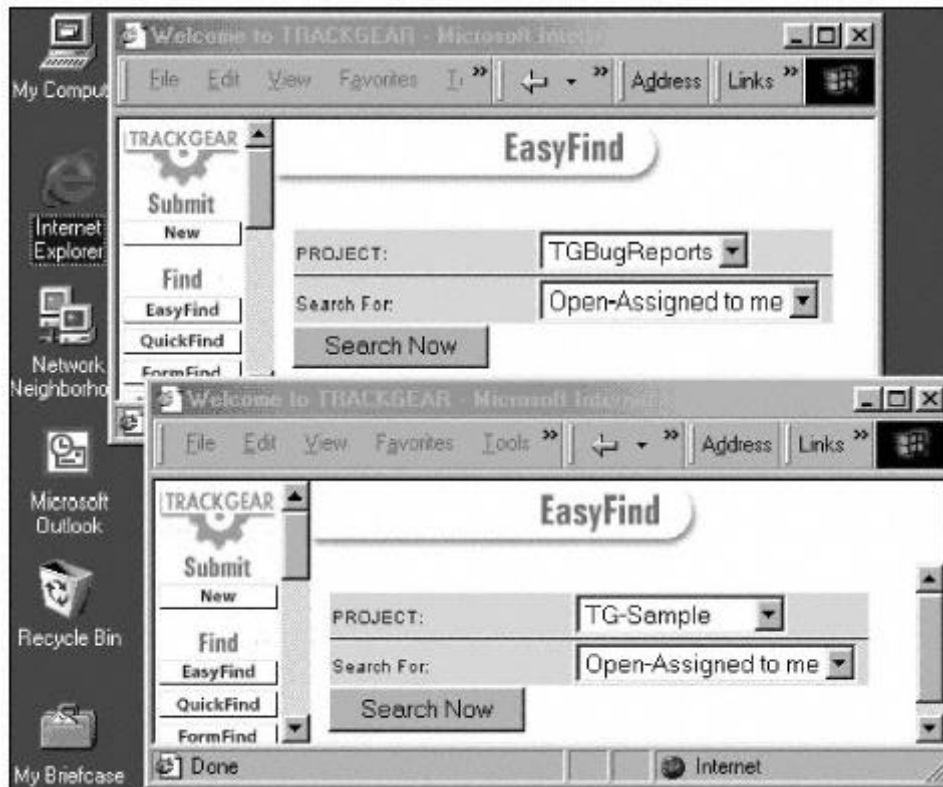 My Comput
Internet
Explorer
Network
Neighborho
Microsoft
Outlook
Recycle Bin
My Briefcase
Welcome to TRACKGEAR - Microsoft Inter
File Edit View Favorites T »
Address Links »
TRACKGEAR
Submit
New
Find
EasyFind
QuickFind
FormFind
EasyFind
PROJECT: TGBugReports
Search For: Open-Assigned to me
Search Now
Welcome to TRACKGEAR - Microsoft Internet
File Edit View Favorites Tools »
Address Links »
TRACKGEAR
Submit
New
Find
EasyFind
QuickFind
FormFind
EasyFind
PROJECT: TG-Sample
Search For: Open-Assigned to me
Search Now
Done
Internet